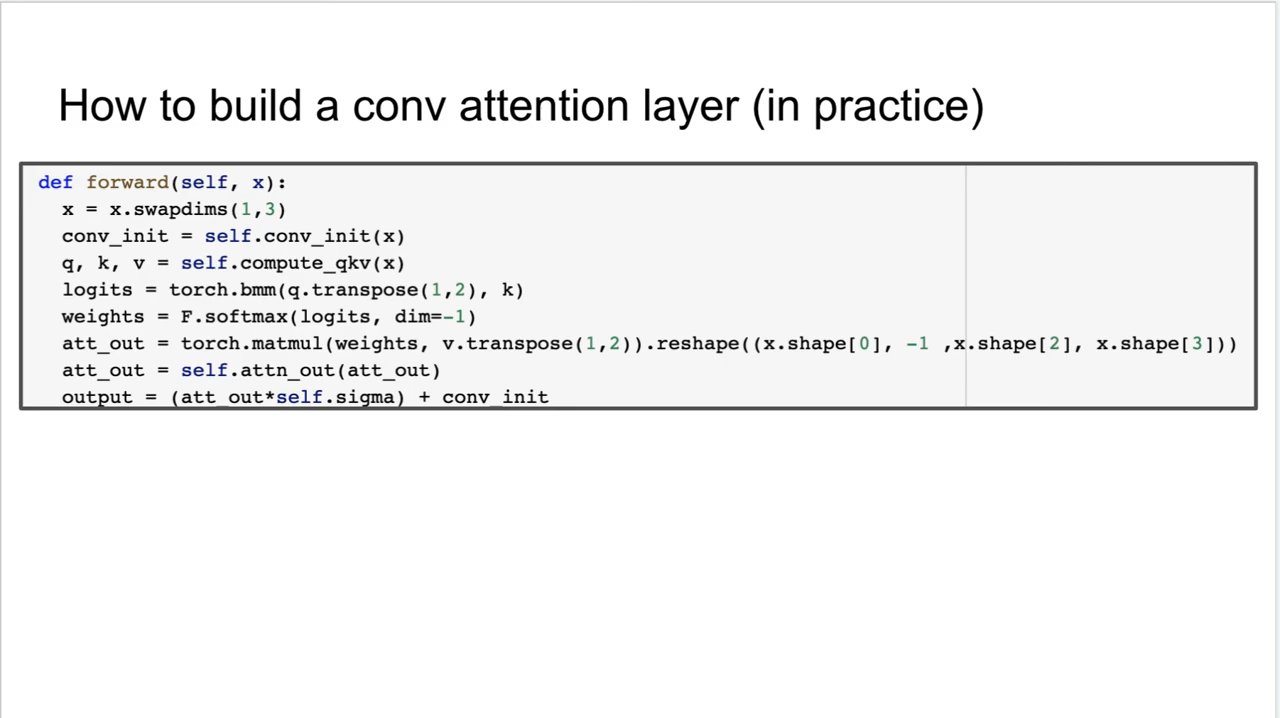 How to build a conv attention layer (in practice)
def forward(self, x):
x = x.swapdims(1,3)
conv_init = self.conv_init(x)
q, k, v = self.compute_qkv(x)
logits = torch.bmm(q.transpose(1,2), k)
weights = F.softmax(logits, dim=-1)
att_out = torch.matmul(weights, v.transpose(1,2)).reshape((x.shape[0], -1 ,x.shape[2], x.shape[3]))
att_out = self.attn_out(att_out)
output = (att_out*self.sigma) + conv_init